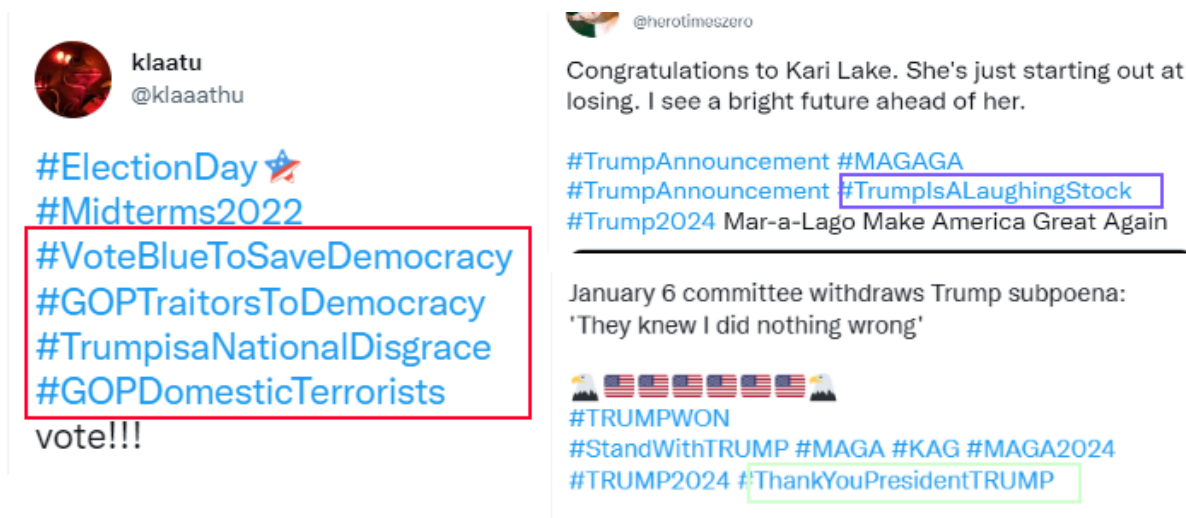 klaatu
@klaaathu
#ElectionDay
#Midterms2022
#VoteBlueToSaveDemocracy
#GOPTraitorsToDemocracy
#TrumpisaNationalDisgrace
#GOPDomesticTerrorists
vote!!!
@herotimeszero
Congratulations to Kari Lake. She's just starting out at
losing. I see a bright future ahead of her.
#TrumpAnnouncement #MAGAGA
#TrumpAnnouncement #TrumpIsALaughingStock
#Trump2024 Mar-a-Lago Make America Great Again
January 6 committee withdraws Trump subpoena:
'They knew I did nothing wrong'
#TRUMPWON
#StandWithTRUMP #MAGA #KAG #MAGA2024
#TRUMP2024 #ThankYouPresidentTRUMP